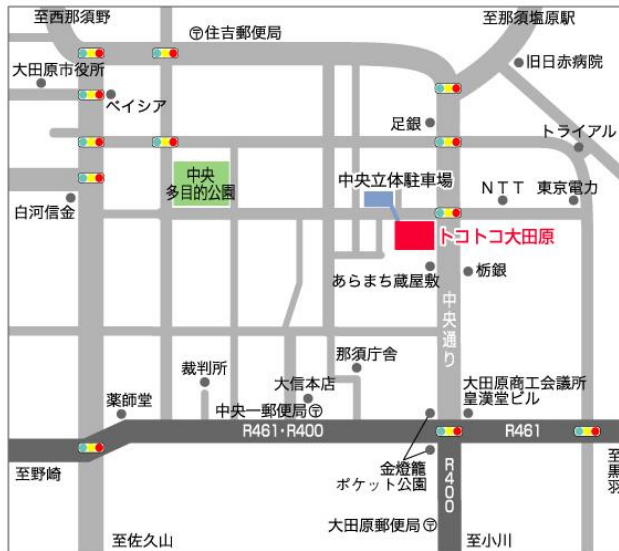 至西那須野
〒住吉郵便局
至那須塩原駅
旧日赤病院
大田原市役所
ベイシア
足銀
トライアル
中央
多目的公園
中央立体駐車場
NTT
東京電力
白河信金
トコトコ大田原
あらまち蔵屋敷
栃銀
中央通り
裁判所
那須庁舎
大信本店
薬師堂
中央一郵便局〒
大田原商工会議所
皇漢堂ビル
R461・R400
R461
至野崎
金燈籠
ポケット公園
R400
至黒羽
大田原郵便局〒
至佐久山
至小川